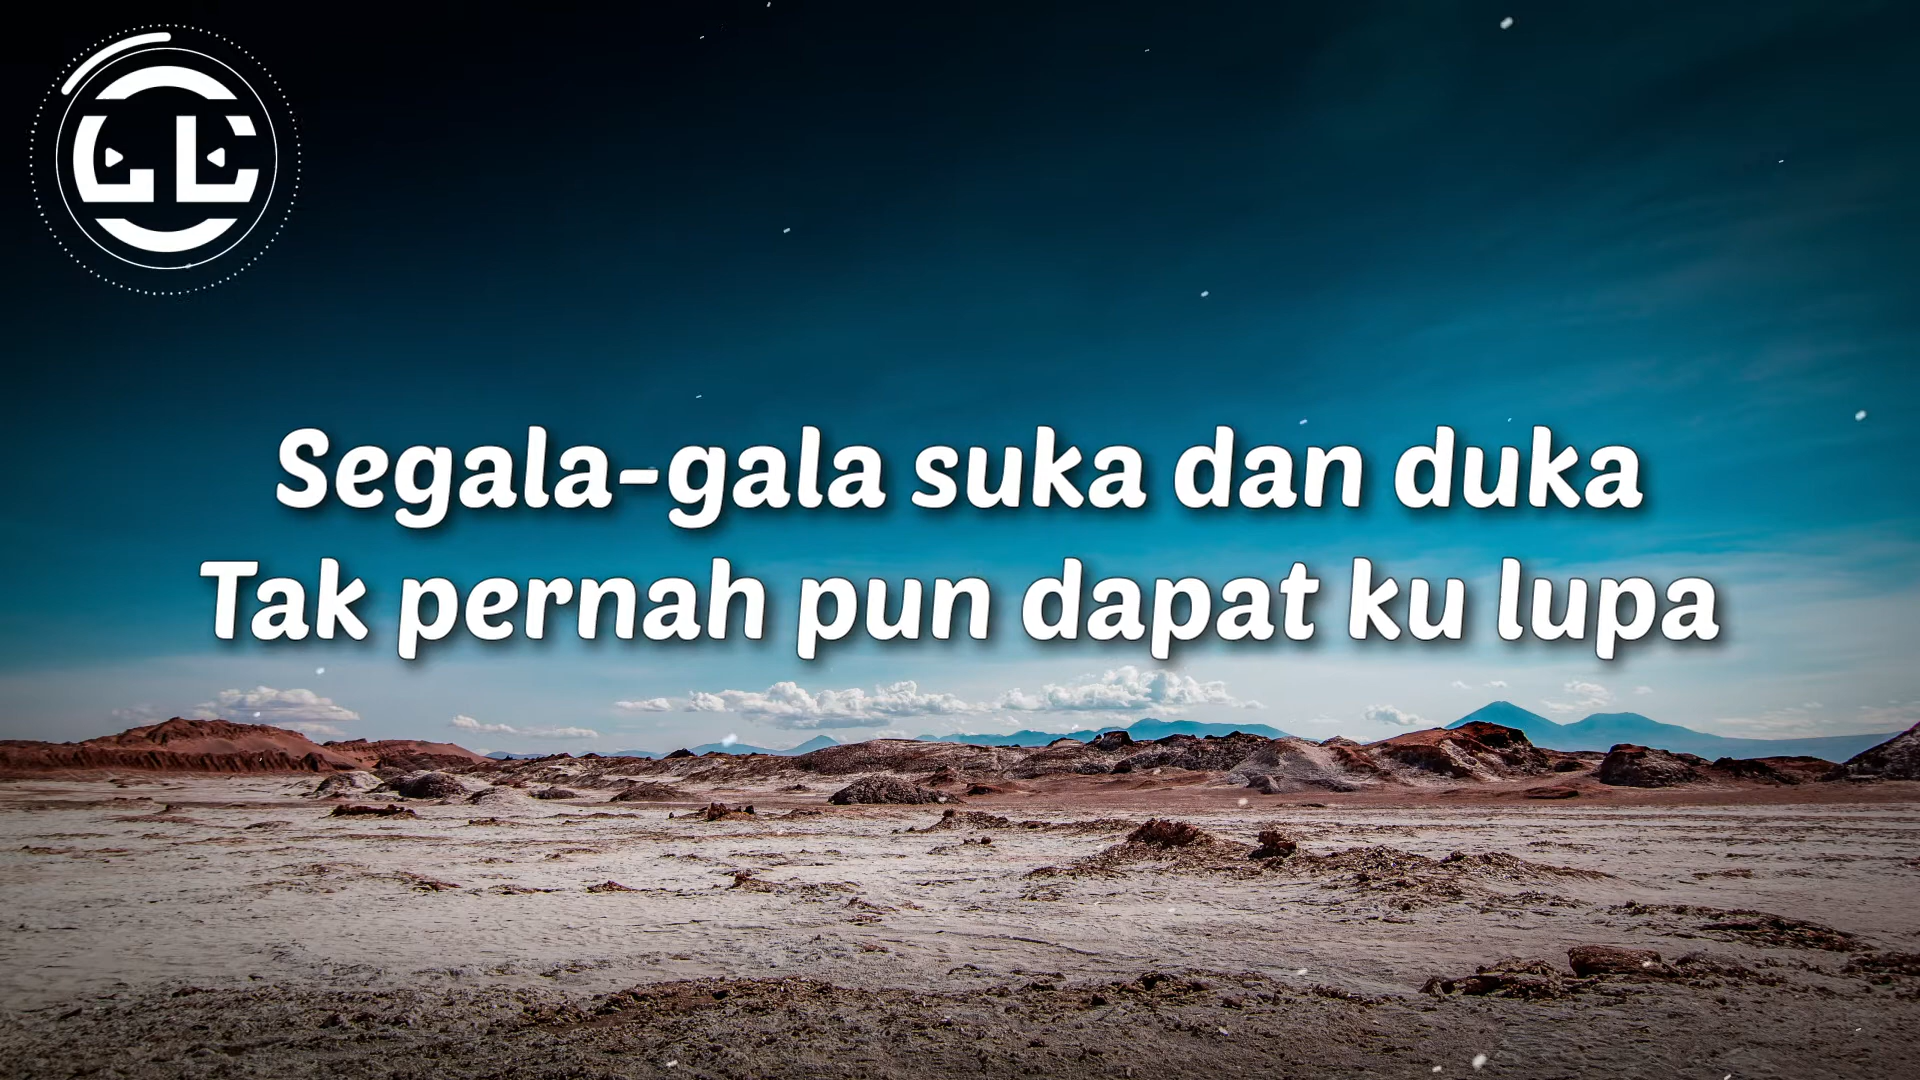 Segala-gala suka dan duka
Tak pernah pun dapat ku lupa